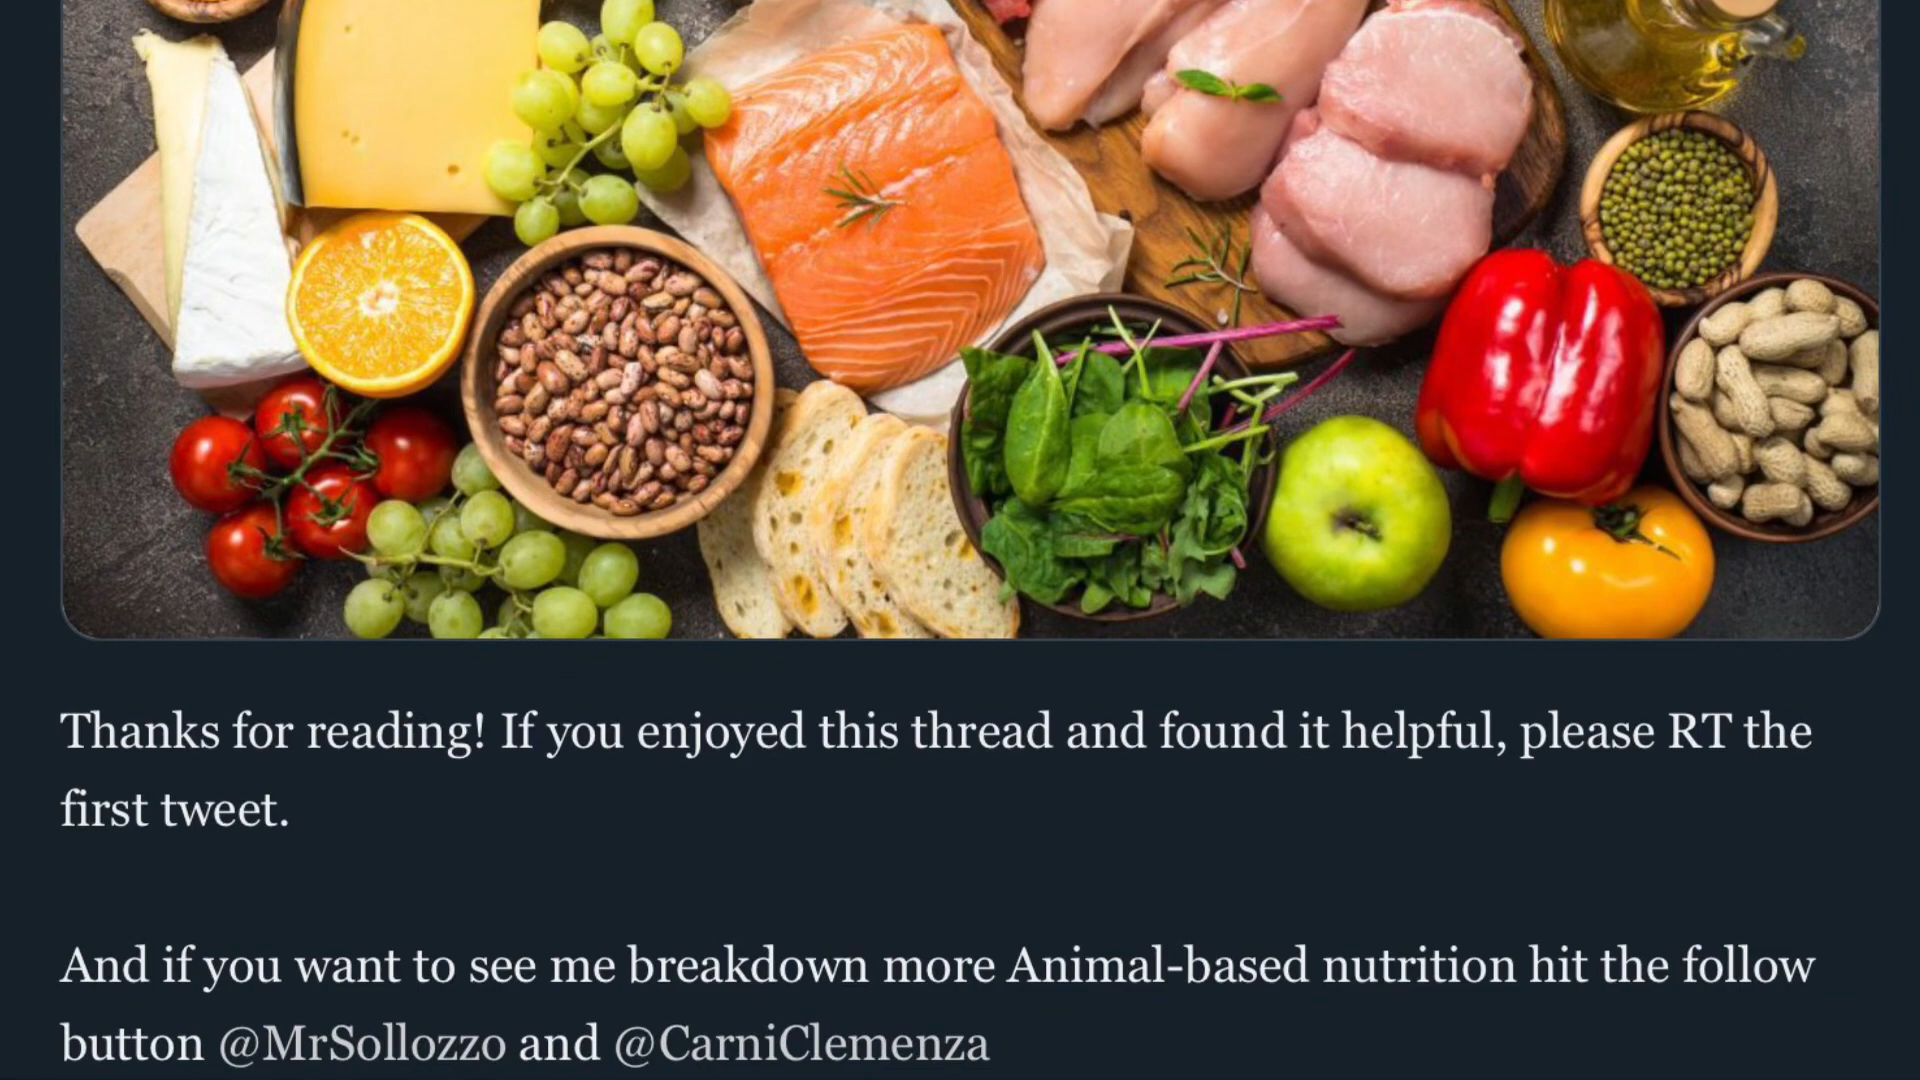 Thanks for reading! If you enjoyed this thread and found it helpful, please RT the
first tweet.
And if you want to see me breakdown more Animal-based nutrition hit the follow
button @MrSollozzo and @CarniClemenza